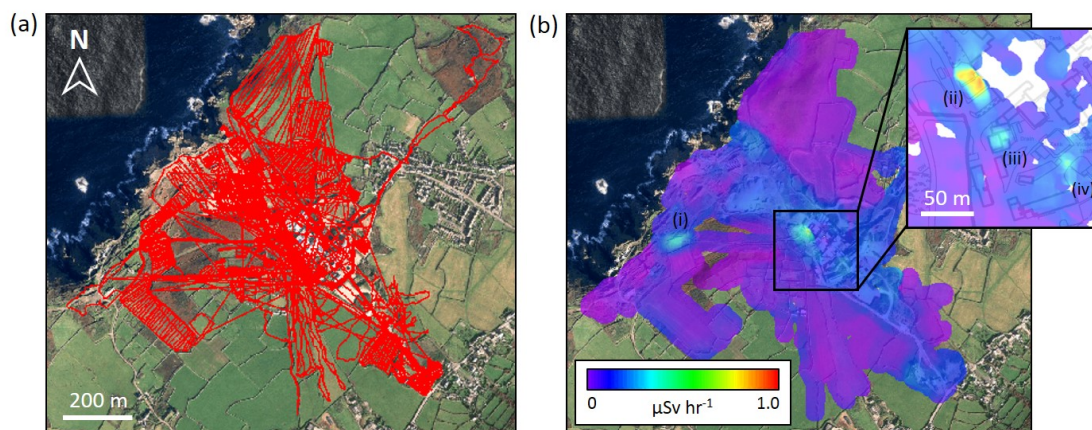 (a)
N
200 m
(b)
(i)
(ii)
(iii)
(iv)
50 m
0
µSv hr⁻¹
1.0